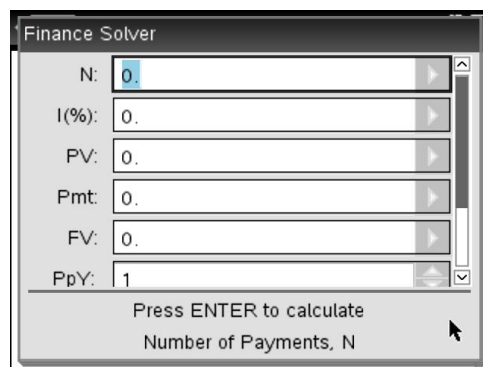 Finance Solver
N: 0.
I(%): 0.
PV: 0.
Pmt: 0.
FV: 0.
PpY: 1
Press ENTER to calculate
Number of Payments, N